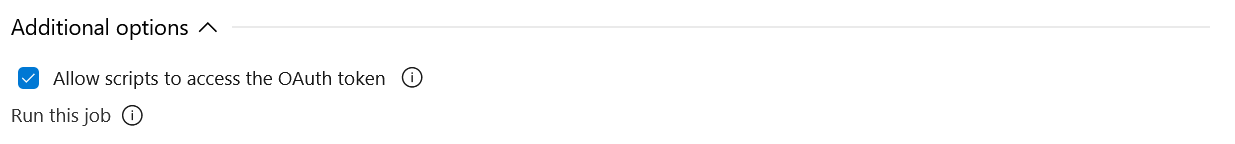 Additional options
Allow scripts to access the OAuth token
Run this job